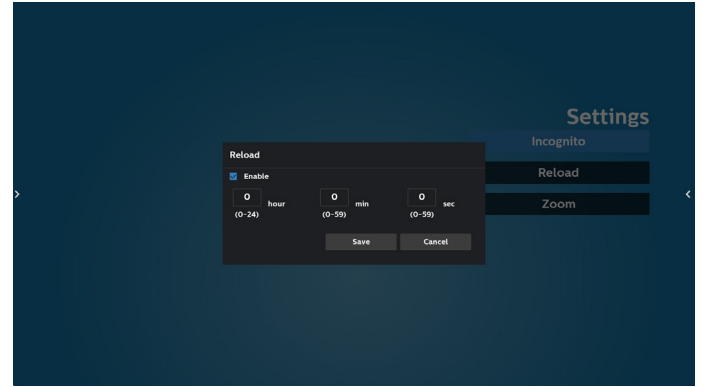 Settings
Incognito
Reload
Zoom
Reload
Enable
0 hour 0 min 0 sec
(0-24) (0-59) (0-59)
Save Cancel